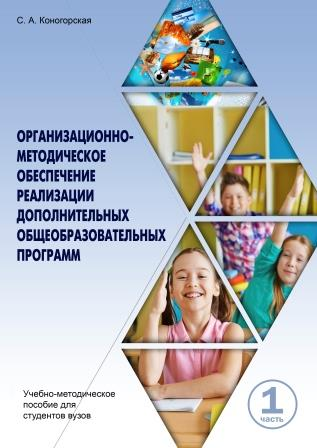 С. А. Коногорская
ОРГАНИЗАЦИОННО-
МЕТОДИЧЕСКОЕ
ОБЕСПЕЧЕНИЕ
РЕАЛИЗАЦИИ
ДОПОЛНИТЕЛЬНЫХ
ОБЩЕОБРАЗОВАТЕЛЬНЫХ
ПРОГРАММ
Учебно-методическое
пособие для
студентов вузов
1
часть